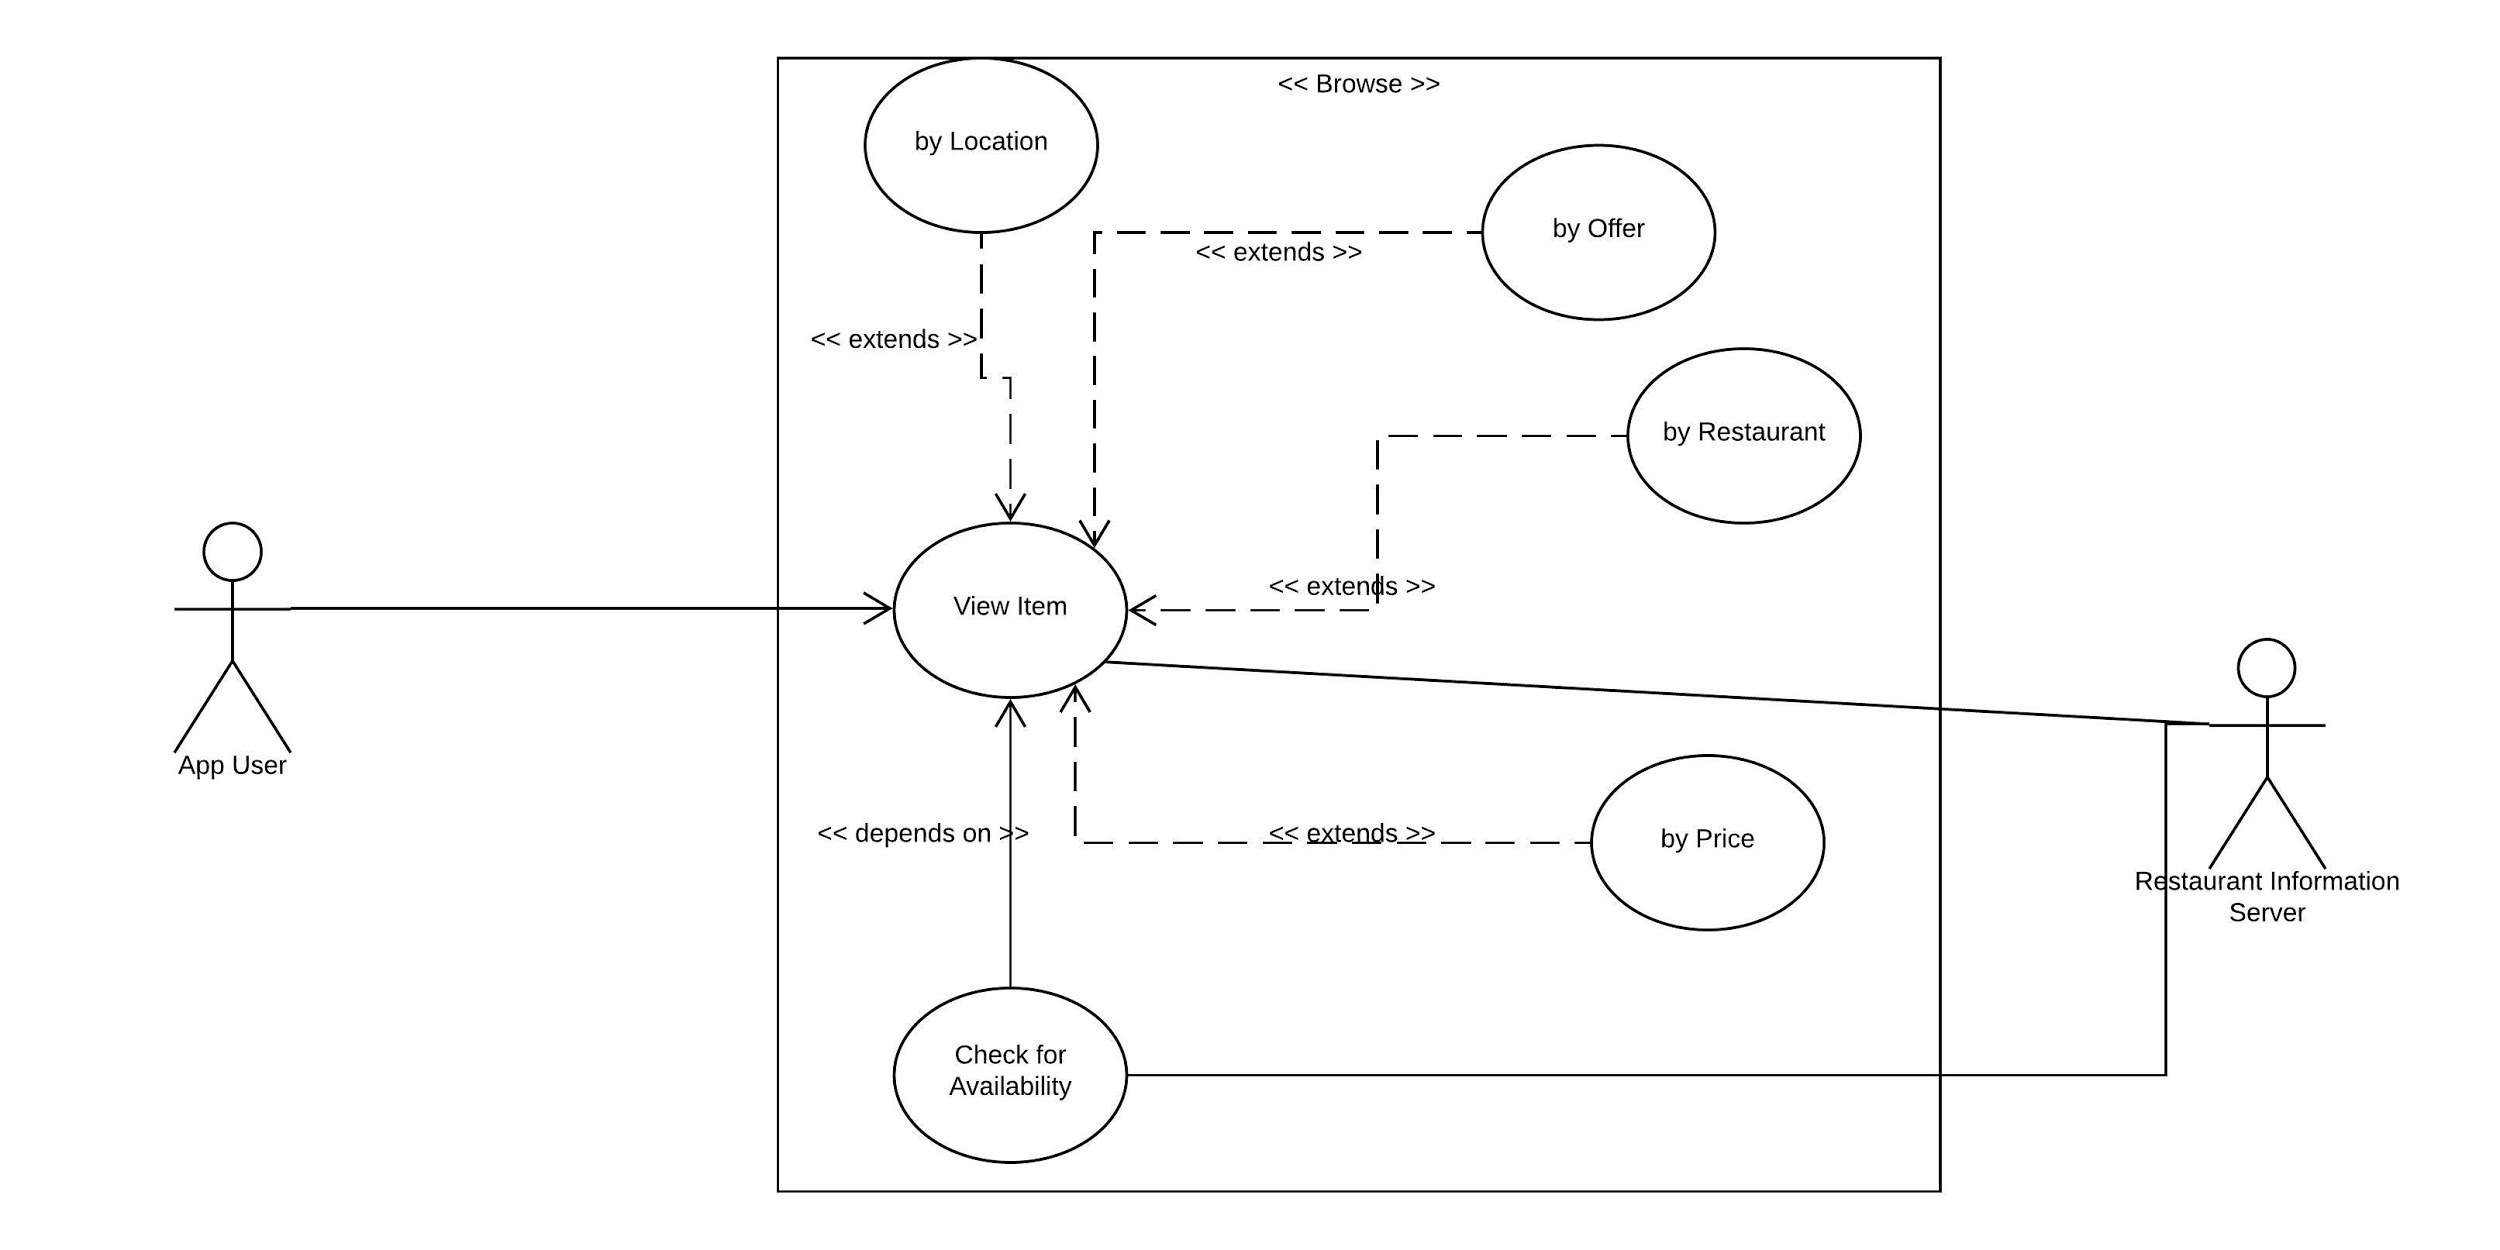 << Browse >>
by Location
by Offer
<< extends >>
<< extends >>
by Restaurant
<< extends >>
View Item
App User
<< depends on >>
<< extends >>
by Price
Restaurant Information
Server
Check for
Availability